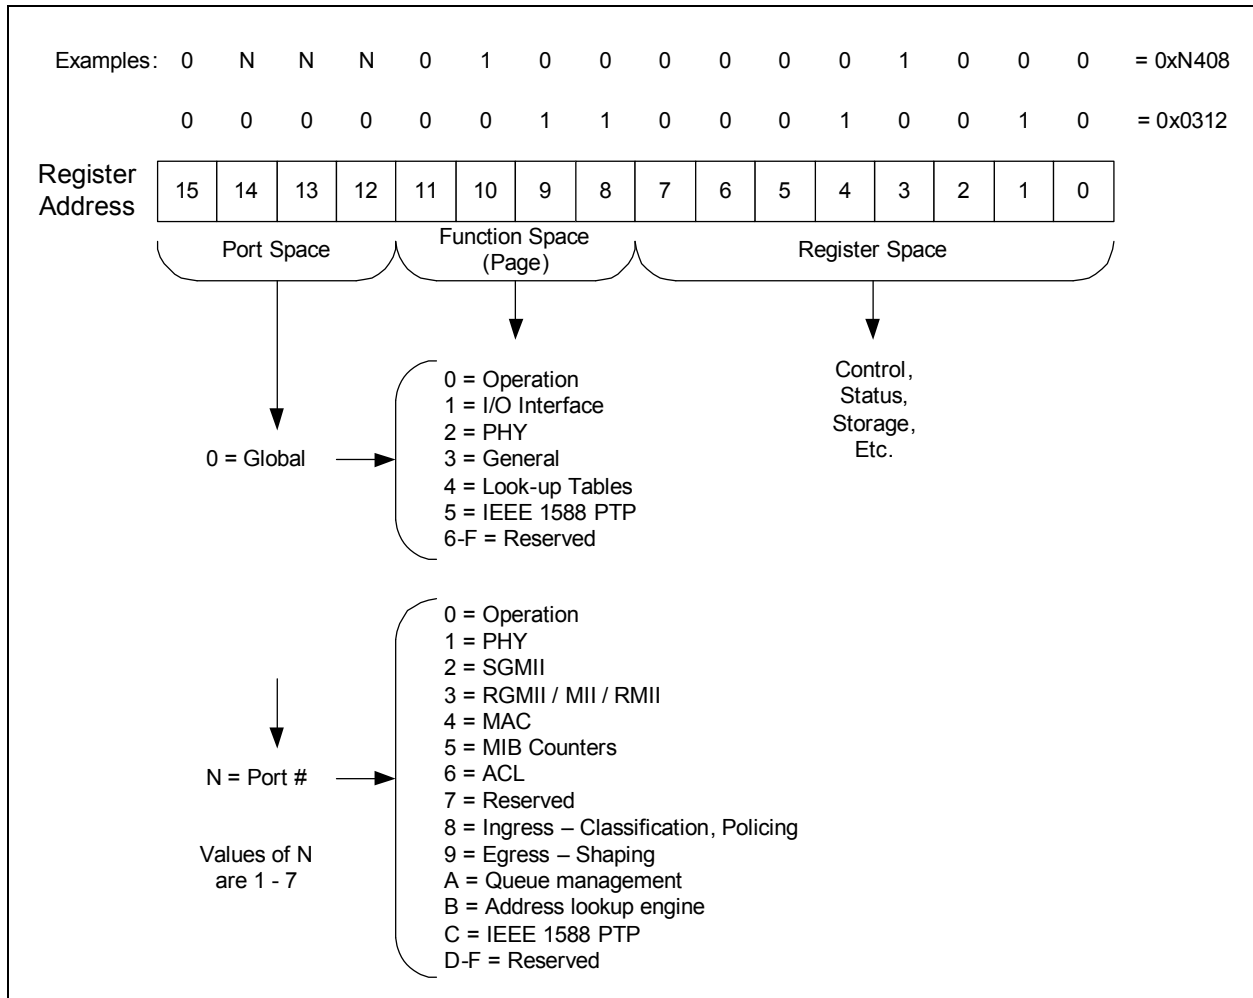 Examples: 0 N N N 0 1 0 0 0 0 0 0 1 0 0 0 = 0xN408
0 0 0 0 0 0 1 1 0 0 0 1 0 0 1 0 = 0x0312
Register
Address
15 14 13 12 11 10 9 8 7 6 5 4 3 2 1 0
Port Space
Function Space
(Page)
Register Space
0 = Global
0 = Operation
1 = I/O Interface
2 = PHY
3 = General
4 = Look-up Tables
5 = IEEE 1588 PTP
6-F = Reserved
Control,
Status,
Storage,
Etc.
N = Port #
Values of N
are 1 - 7
0 = Operation
1 = PHY
2 = SGMII
3 = RGMII / MII / RMII
4 = MAC
5 = MIB Counters
6 = ACL
7 = Reserved
8 = Ingress – Classification, Policing
9 = Egress – Shaping
A = Queue management
B = Address lookup engine
C = IEEE 1588 PTP
D-F = Reserved